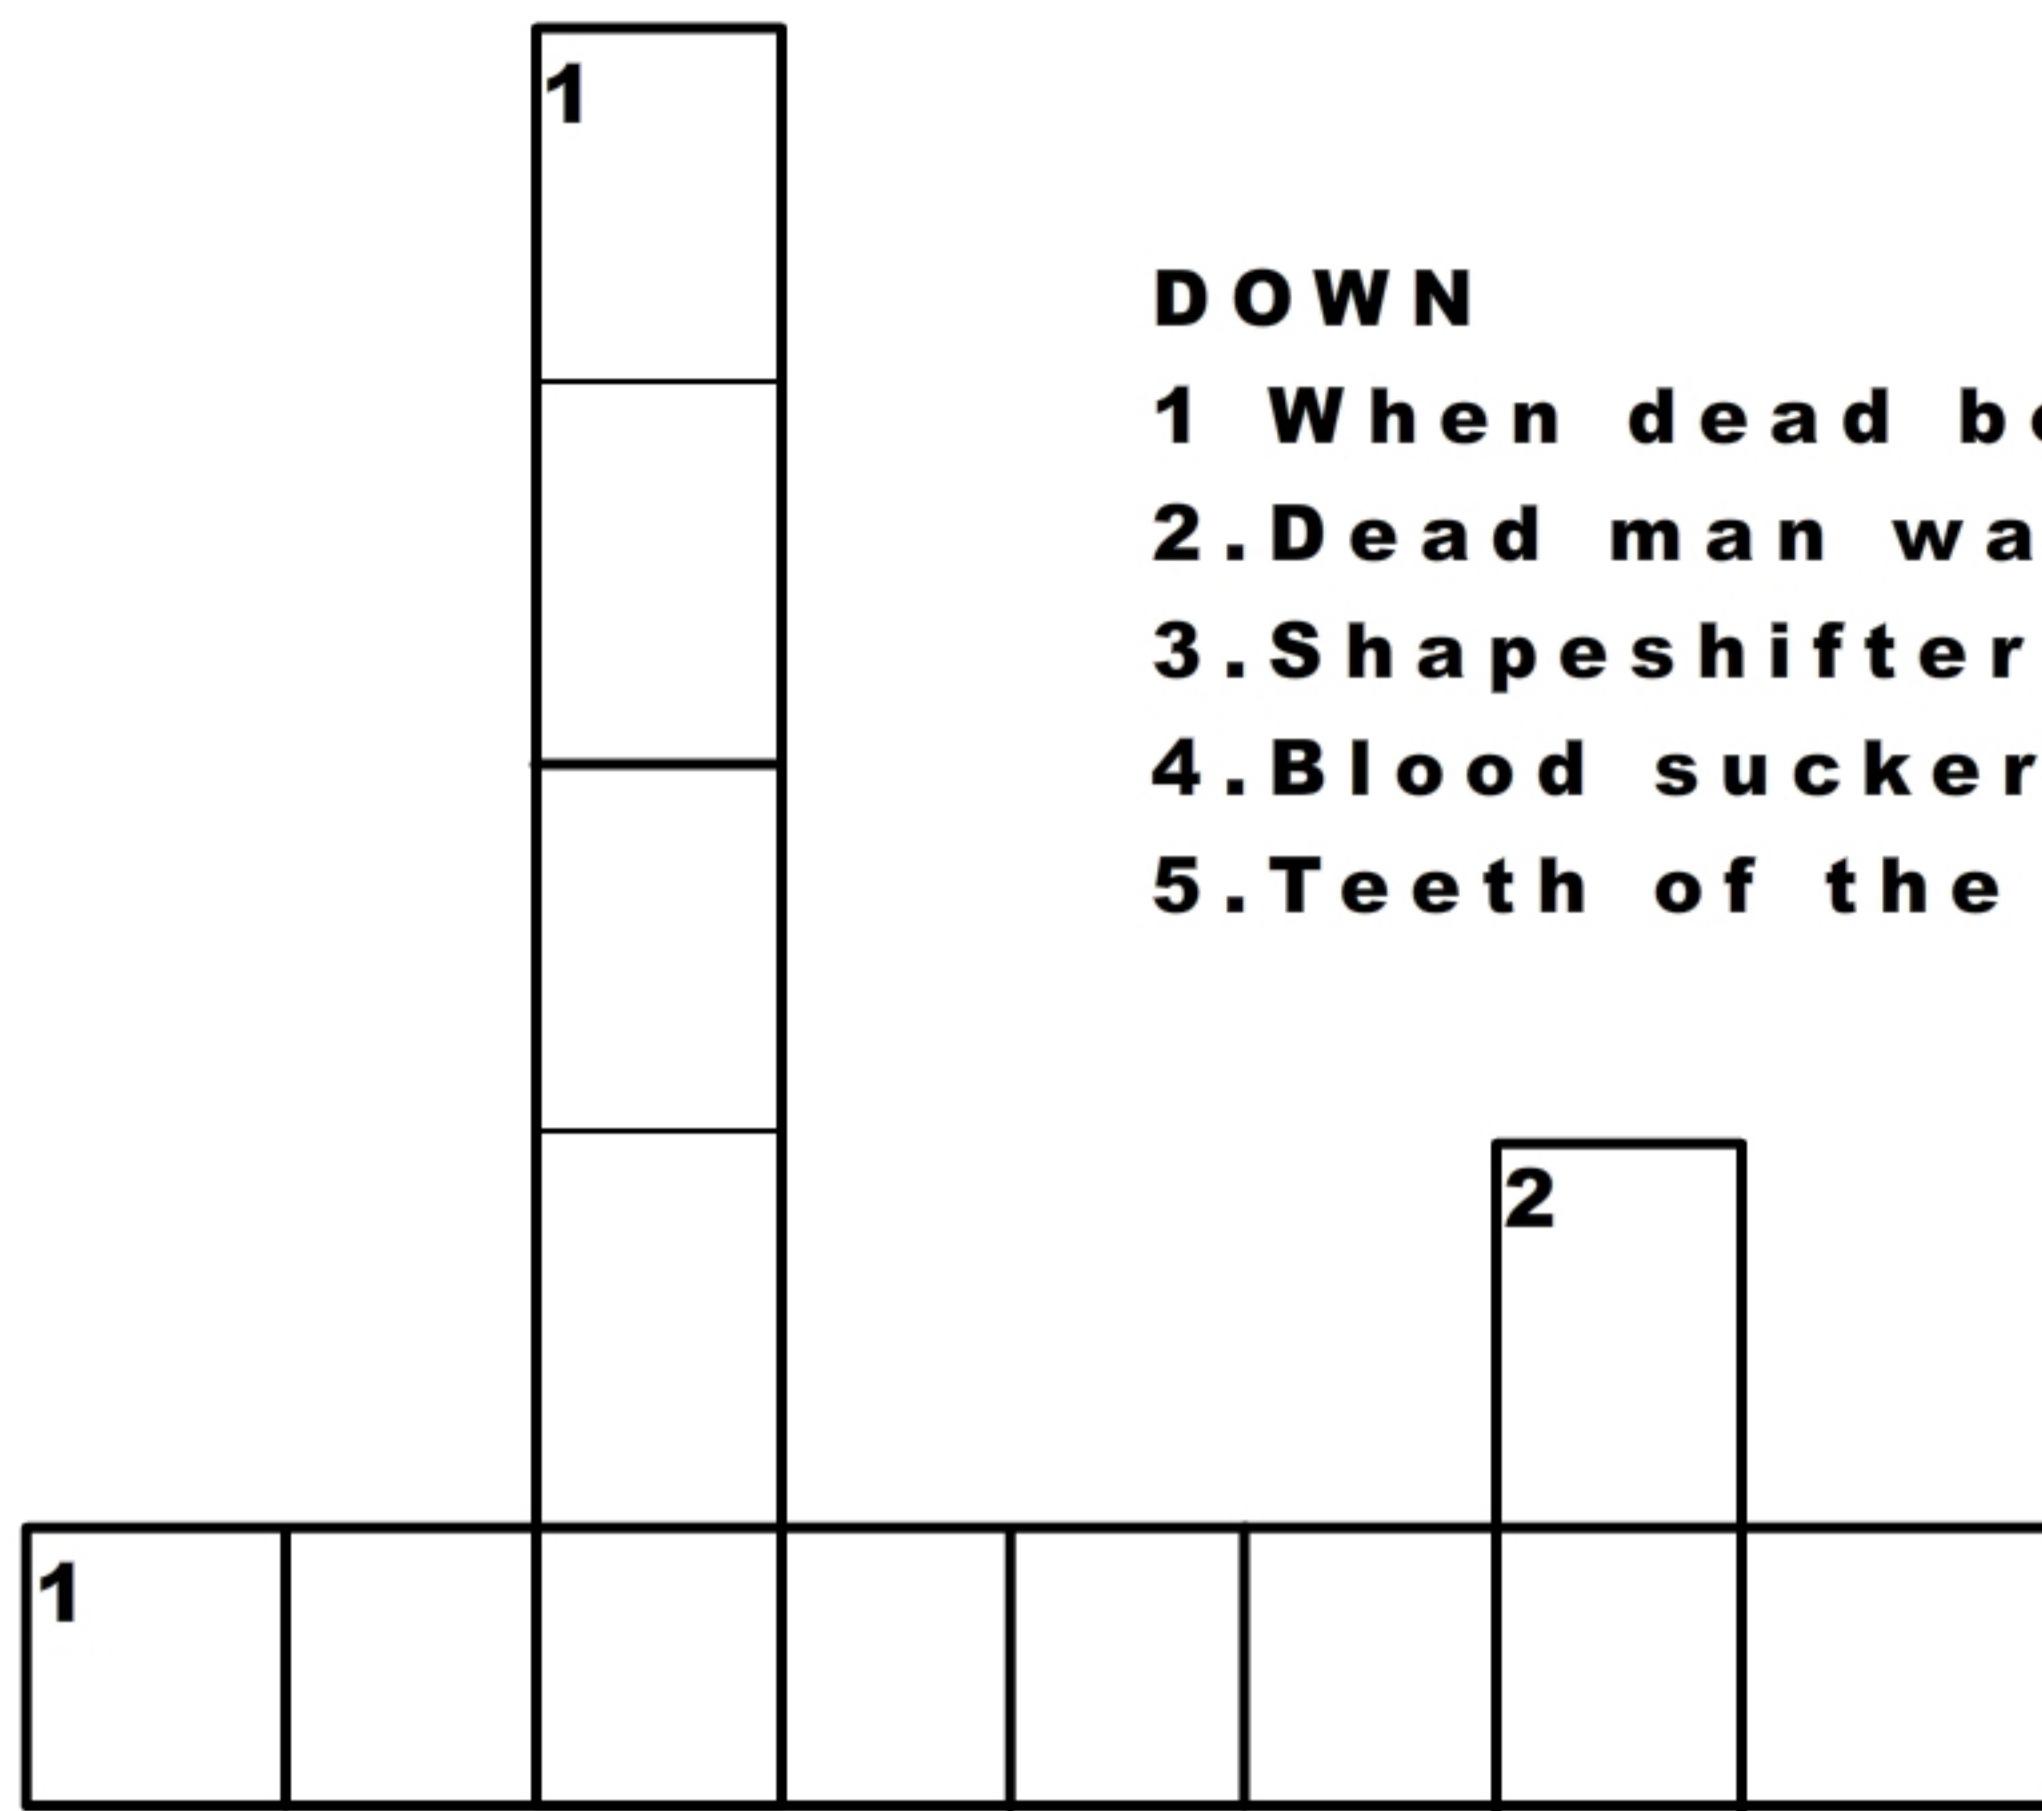 1
DOWN
1 When dead
2.Dead man
3.Shapeshifter
4.Blood sucker
5.Teeth of the
2
1